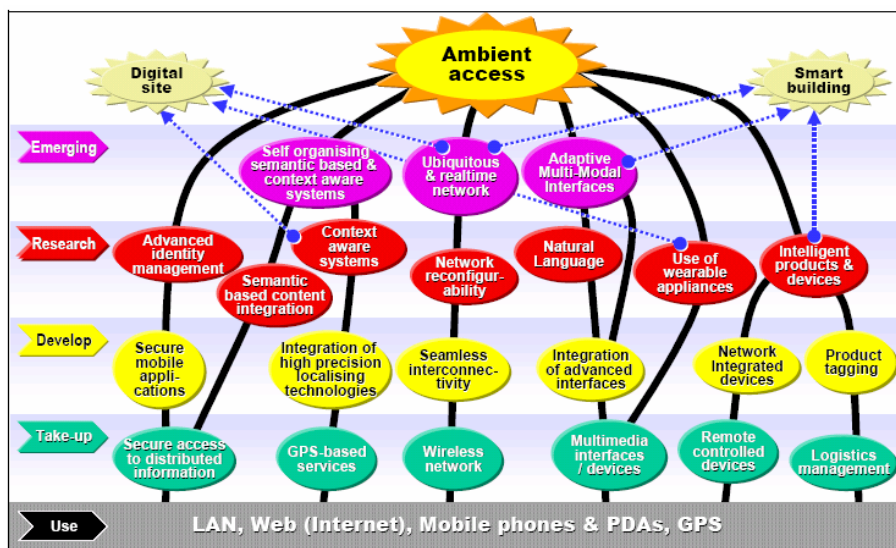 Ambient
access
Digital
site
Smart
building
Emerging
Self organising
semantic based &
context aware
systems
Ubiquitous
& realtime
network
Adaptive
Multi-Modal
Interfaces
Research
Advanced
identity
management
Semantic
based content
integration
Context
aware
systems
Network
reconfigur-
ability
Natural
Language
Use of
wearable
appliances
Intelligent
products &
devices
Develop
Secure
mobile
appli-
cations
Integration of
high precision
localising
technologies
Seamless
interconnec-
tivity
Integration
of advanced
interfaces
Network
Integrated
devices
Product
tagging
Take-up
Secure access
to distributed
information
GPS-based
services
Wireless
network
Multimedia
interfaces
/ devices
Remote
controlled
devices
Logistics
management
Use
LAN, Web (Internet), Mobile phones & PDAs, GPS